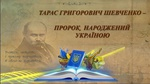 ТАРАС ГРИГОРОВИЧ ШЕВЧЕНКО –
ПРОРОК, НАРОДЖЕНИЙ
УКРАЇНОЮ